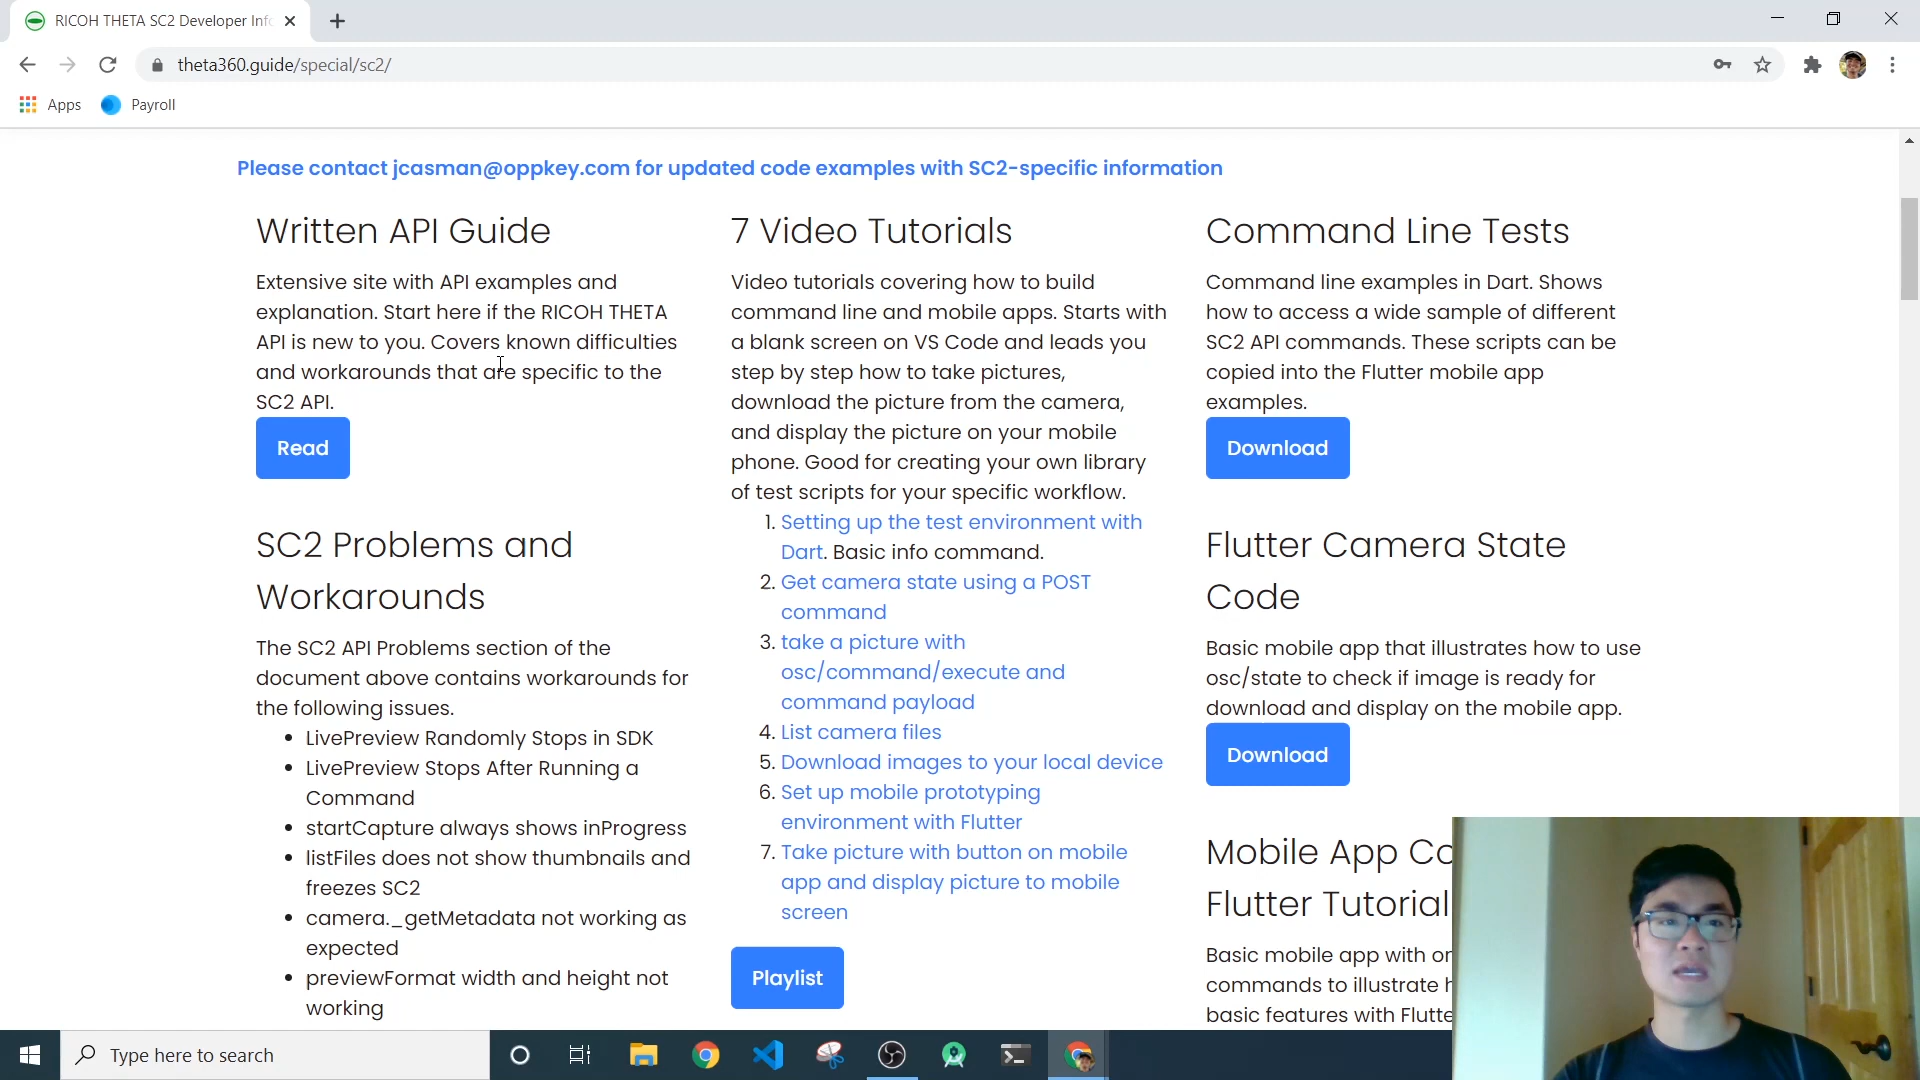 RICOH THETA SC2 Developer Info
theta360.guide/special/sc2/
Apps
Payroll
Please contact jcasman@oppkey.com for updated code examples with SC2-specific information
Written API Guide
Extensive site with API examples and
explanation. Start here if the RICOH THETA
API is new to you. Covers known difficulties
and workarounds that are specific to the
SC2 API.
Read
SC2 Problems and
Workarounds
The SC2 API Problems section of the
document above contains workarounds for
the following issues.
• LivePreview Randomly Stops in SDK
• LivePreview Stops After Running a
Command
• startCapture always shows inProgress
• listFiles does not show thumbnails and
freezes SC2
• camera._getMetadata not working as
expected
• previewFormat width and height not
working
7 Video Tutorials
Video tutorials covering how to build
command line and mobile apps. Starts with
a blank screen on VS Code and leads you
step by step how to take pictures,
download the picture from the camera,
and display the picture on your mobile
phone. Good for creating your own library
of test scripts for your specific workflow.
1. Setting up the test environment with
Dart. Basic info command.
2. Get camera state using a POST
command
3. take a picture with
osc/command/execute and
command payload
4. List camera files
5. Download images to your local device
6. Set up mobile prototyping
environment with Flutter
7. Take picture with button on mobile
app and display picture to mobile
screen
Playlist
Command Line Tests
Command line examples in Dart. Shows
how to access a wide sample of different
SC2 API commands. These scripts can be
copied into the Flutter mobile app
examples.
Download
Flutter Camera State
Code
Basic mobile app that illustrates how to use
osc/state to check if image is ready for
download and display on the mobile app.
Download
Mobile App Co
Flutter Tutorial
Basic mobile app with or
commands to illustrate h
basic features with Flutte
Type here to search